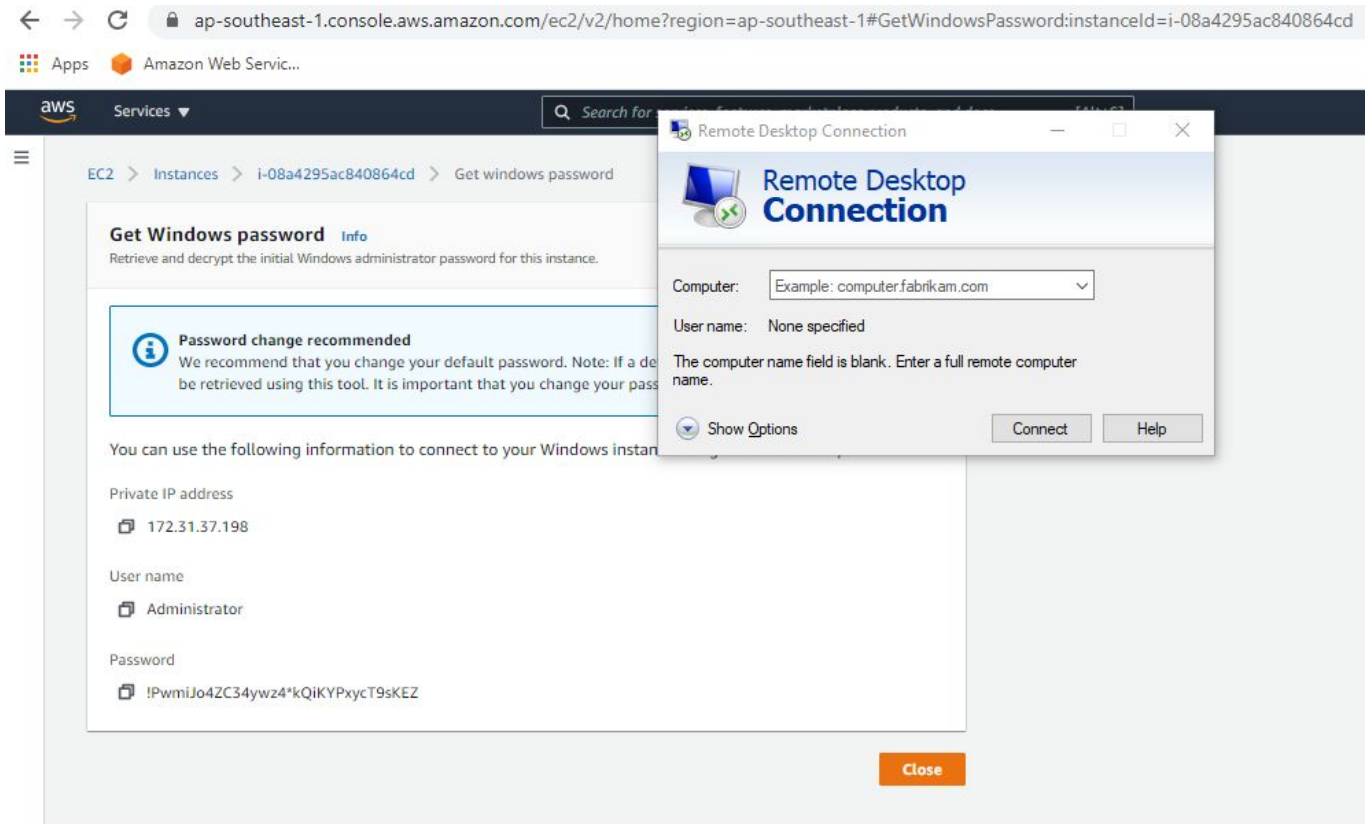 ap-southeast-1.console.aws.amazon.com/ec2/v2/home?region=ap-southeast-1#GetWindowsPassword:instanceId=i-08a4295ac840864cd
Apps Amazon Web Servic...
aws Services ▼ Search for
EC2 > Instances > i-08a4295ac840864cd > Get windows password
Get Windows password Info
Retrieve and decrypt the initial Windows administrator password for this instance.
Password change recommended
We recommend that you change your default password. Note: If a de
be retrieved using this tool. It is important that you change your pass
You can use the following information to connect to your Windows instan
Private IP address
172.31.37.198
User name
Administrator
Password
!PwmiJo4ZC34ywz4*kQiKYPxycT9sKEZ
Close
Remote Desktop Connection
Remote Desktop
Connection
Computer: Example: computer.fabrikam.com
User name: None specified
The computer name field is blank. Enter a full remote computer
name.
Show Options Connect Help